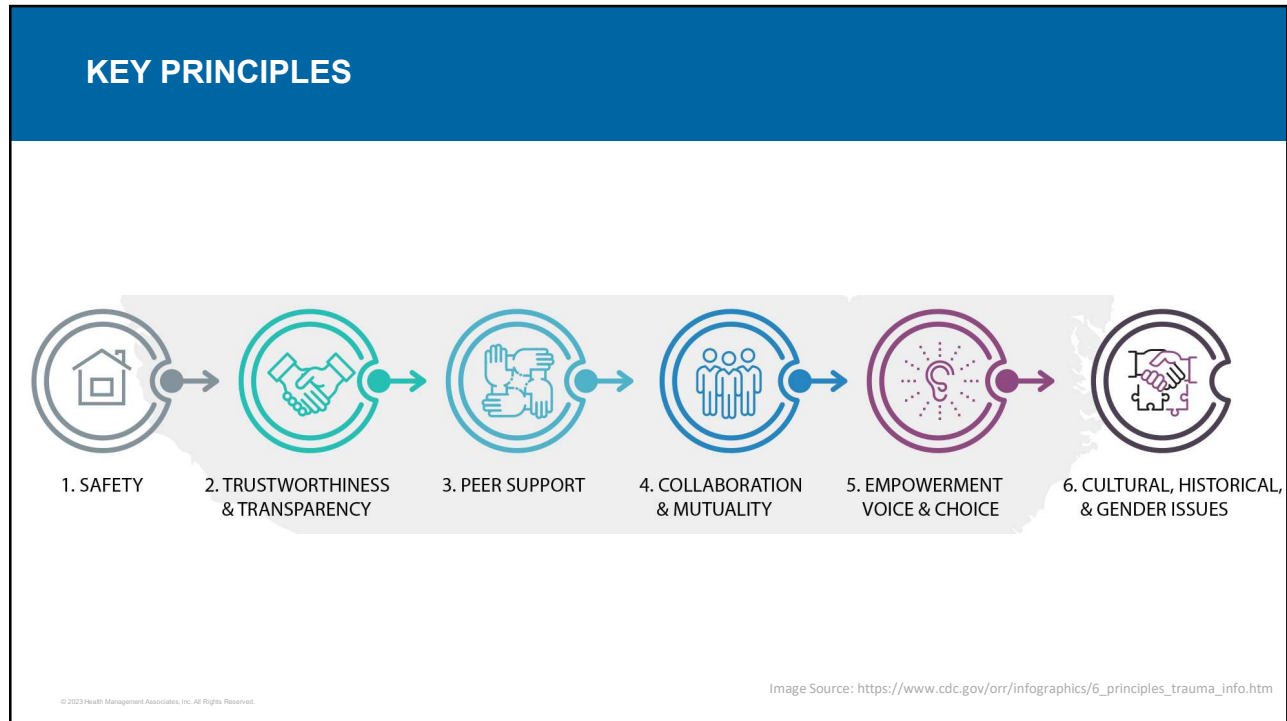 KEY PRINCIPLES
1. SAFETY
2. TRUSTWORTHINESS
& TRANSPARENCY
3. PEER SUPPORT
4. COLLABORATION
& MUTUALITY
5. EMPOWERMENT
VOICE & CHOICE
6. CULTURAL, HISTORICAL,
& GENDER ISSUES
© 2023 Health Management Associates, Inc. All Rights Reserved.
Image Source: https://www.cdc.gov/orr/infographics/6_principles_trauma_info.htm